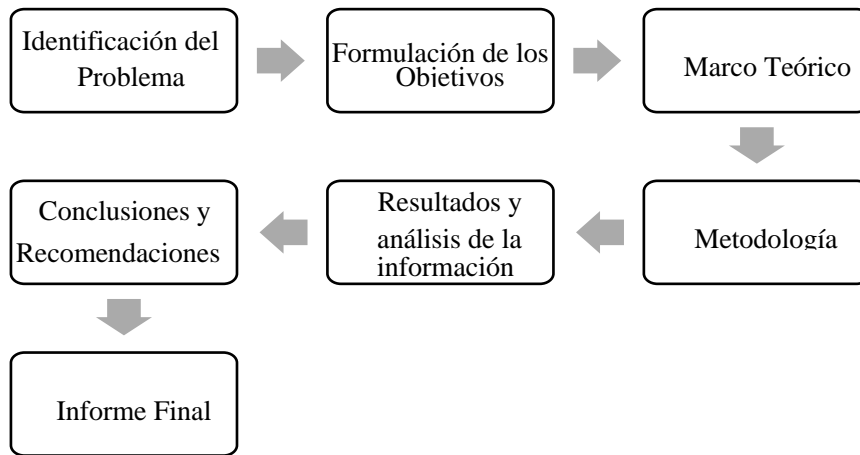 Identificación del
Problema
Formulación de los
Objetivos
Marco Teórico
Metodología
Resultados y
análisis de la
información
Conclusiones y
Recomendaciones
Informe Final